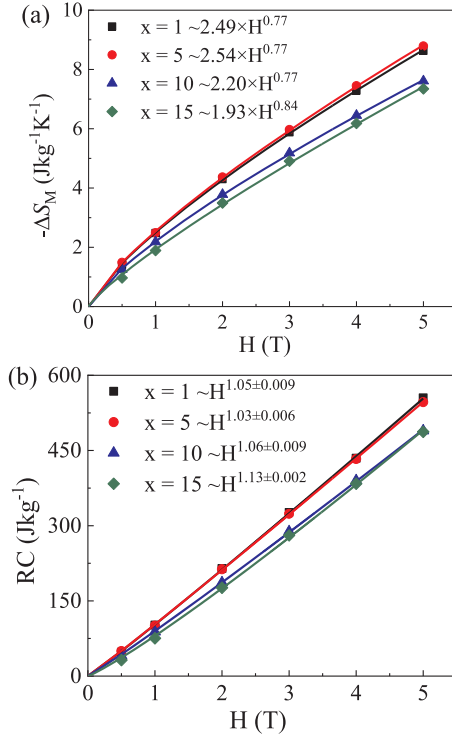 (a)
x = 1 ~2.49×H^0.77
x = 5 ~2.54×H^0.77
x = 10 ~2.20×H^0.77
x = 15 ~1.93×H^0.84
-ΔS_M (Jkg^-1K^-1)
10
8
6
4
2
0
0 1 2 3 4 5
H (T)
(b)
x = 1 ~H^1.05±0.009
x = 5 ~H^1.03±0.006
x = 10 ~H^1.06±0.009
x = 15 ~H^1.13±0.002
RC (Jkg^-1)
600
450
300
150
0
0 1 2 3 4 5
H (T)